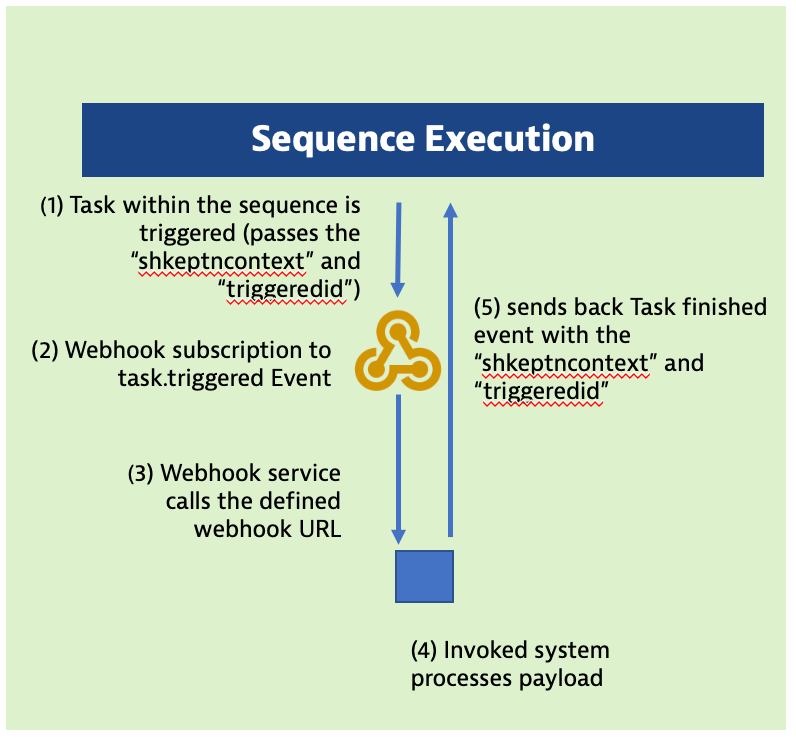 Sequence Execution
(1) Task within the sequence is
triggered (passes the
“shkeptncontext” and
“triggeredid”)
(2) Webhook subscription to
task.triggered Event
(3) Webhook service
calls the defined
webhook URL
(4) Invoked system
processes payload
(5) sends back Task finished
event with the
“shkeptncontext” and
“triggeredid”